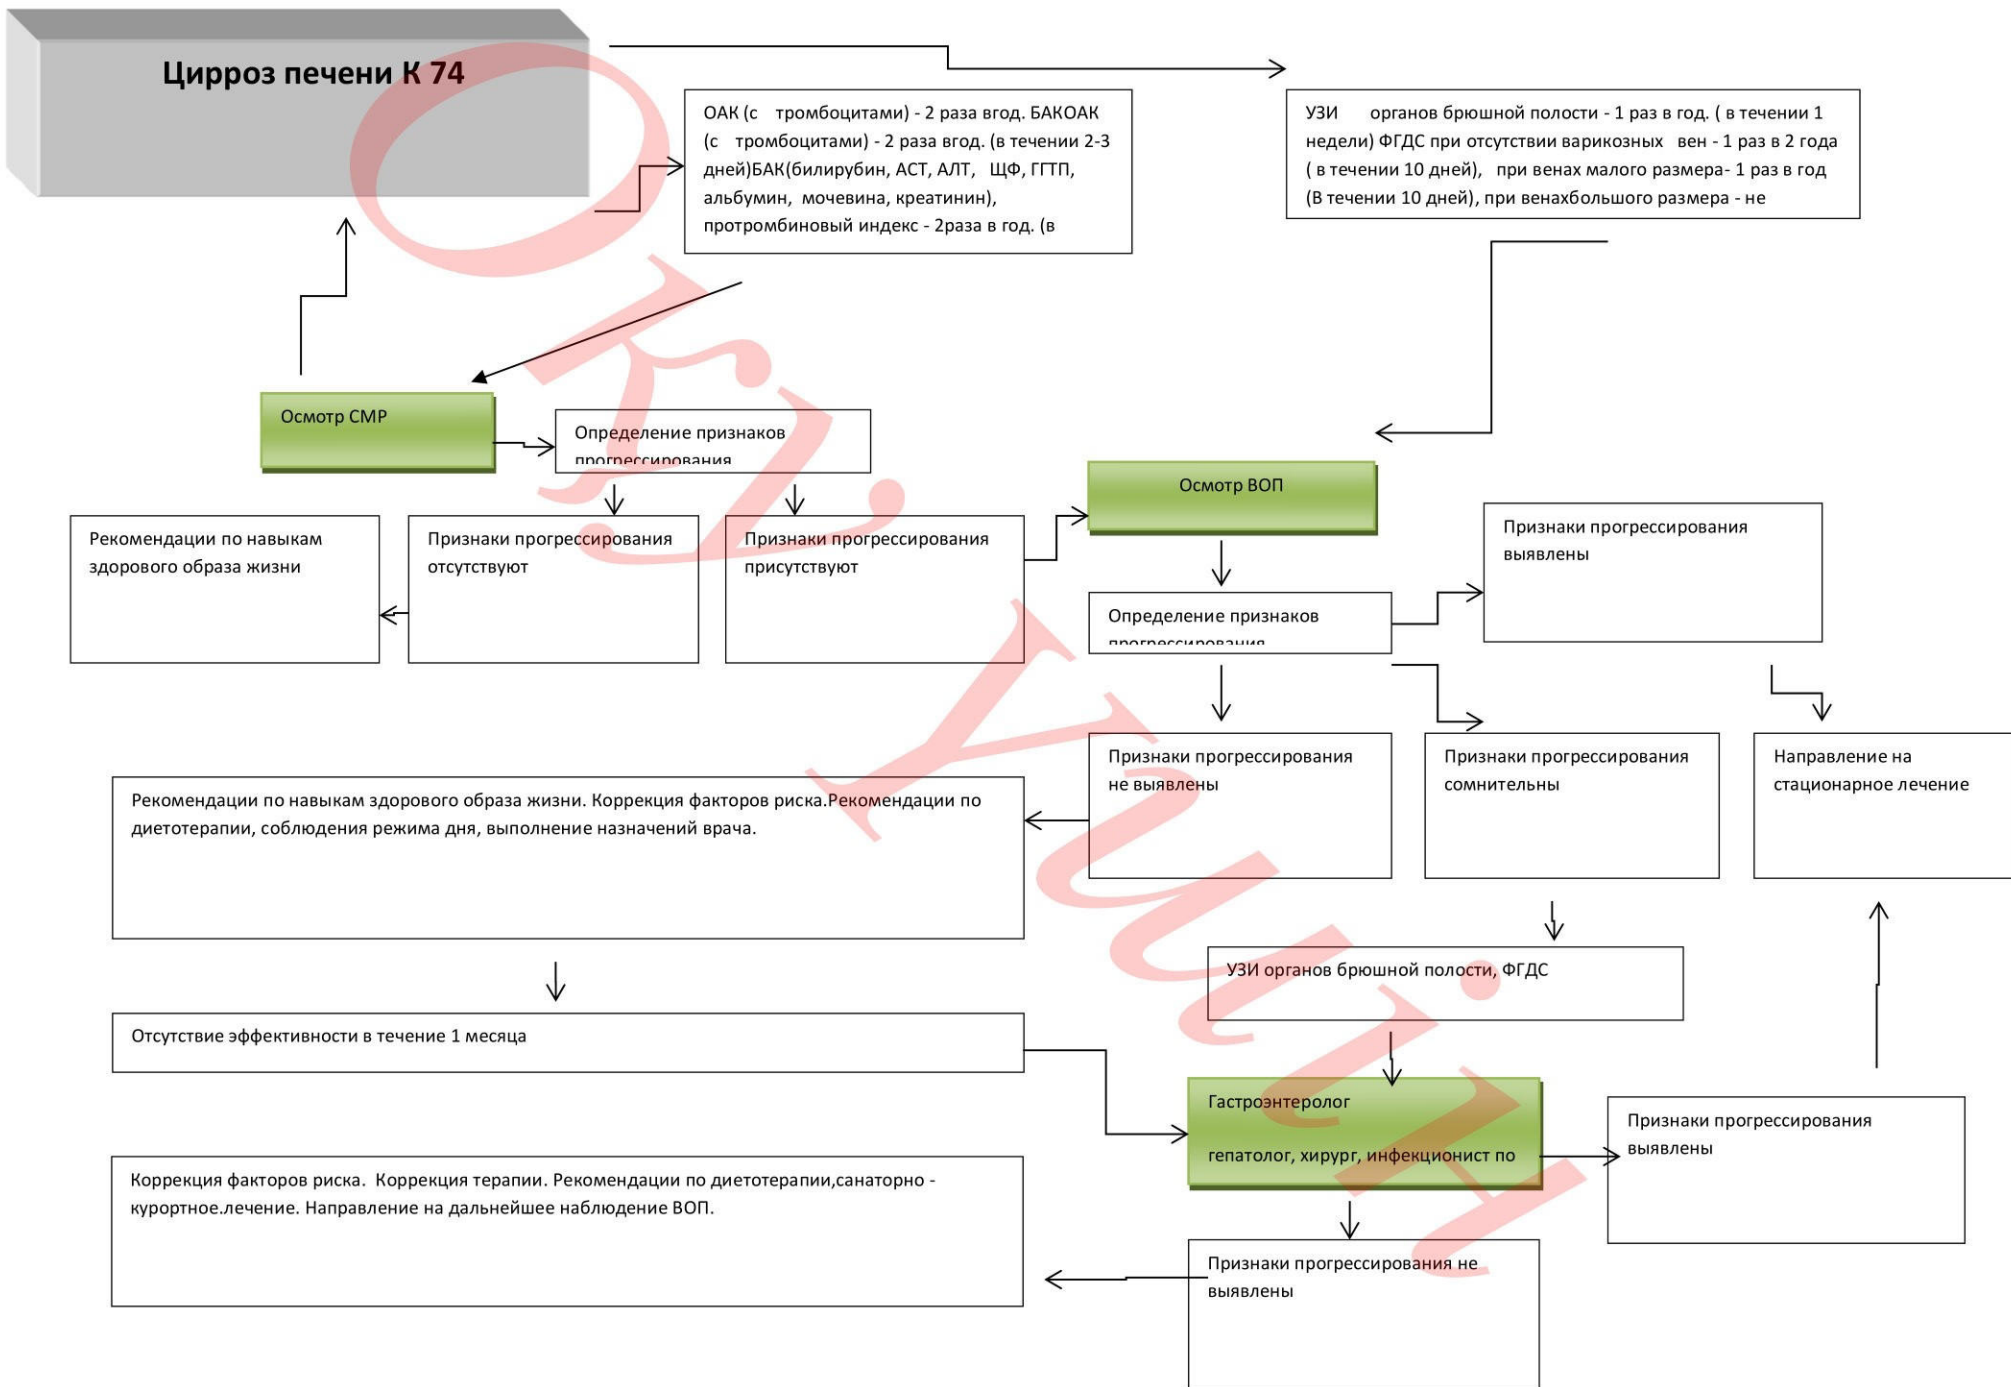 Цирроз печени К 74
ОАК (с тромбоцитами) - 2 раза вгод. БАКОАК
(с тромбоцитами) - 2 раза вгод. (в течении 2-3
дней)БАК(билирубин, АСТ, АЛТ, ЩФ, ГГТП,
альбумин, мочевина, креатинин),
протромбиновый индекс - 2раза в год. (в
УЗИ органов брюшной полости - 1 раз в год. ( в течении 1
недели) ФГДС при отсутствии варикозных вен - 1 раз в 2 года
( в течении 10 дней), при венах малого размера- 1 раз в год
(В течении 10 дней), при венахбольшого размера - не
Осмотр СМР
Определение признаков
прогрессирования
Осмотр ВОП
Рекомендации по навыкам
здорового образа жизни
Признаки прогрессирования
отсутствуют
Признаки прогрессирования
присутствуют
Признаки прогрессирования
выявлены
Определение признаков
прогрессирования
Признаки прогрессирования
не выявлены
Признаки прогрессирования
сомнительны
Направление на
стационарное лечение
Рекомендации по навыкам здорового образа жизни. Коррекция факторов риска.Рекомендации по
диетотерапии, соблюдения режима дня, выполнение назначений врача.
УЗИ органов брюшной полости, ФГДС
Отсутствие эффективности в течение 1 месяца
Гастроэнтеролог
гепатолог, хирург, инфекционист по
Признаки прогрессирования
выявлены
Коррекция факторов риска. Коррекция терапии. Рекомендации по диетотерапии,санаторно -
курортное.лечение. Направление на дальнейшее наблюдение ВОП.
Признаки прогрессирования не
выявлены
Оқу Үшін